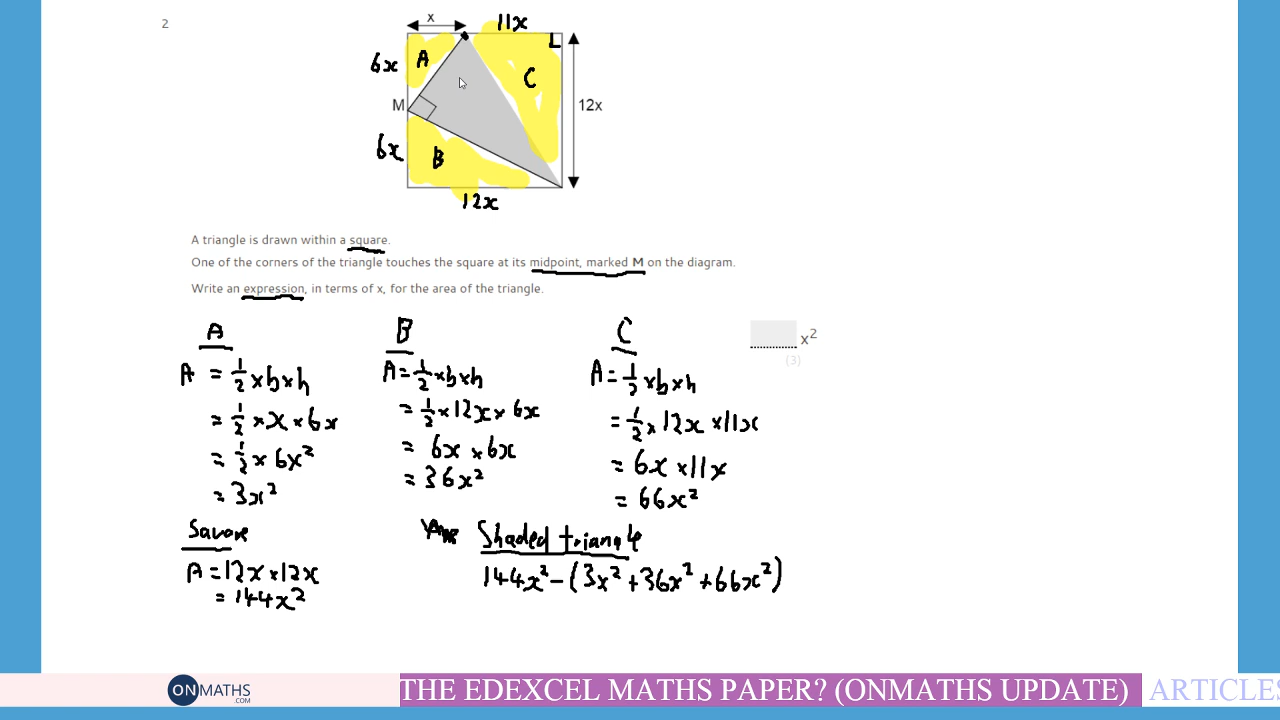 2
x
11x
6x
A
C
M
12x
6x
B
12x
A triangle is drawn within a square.
One of the corners of the triangle touches the square at its midpoint, marked M on the diagram.
Write an expression, in terms of x, for the area of the triangle.
x²
(3)
A
A = 1/2 × b × h
= 1/2 × x × 6x
= 1/2 × 6x²
= 3x²
B
A = 1/2 × b × h
= 1/2 × 12x × 6x
= 6x × 6x
= 36x²
C
A = 1/2 × b × h
= 1/2 × 12x × 11x
= 6x × 11x
= 66x²
Square
A = 12x × 12x
= 144x²
Shaded triangle
144x² − (3x² + 36x² + 66x²)
ONMATHS
.COM
THE EDEXCEL MATHS PAPER? (ONMATHS UPDATE) ARTICLES